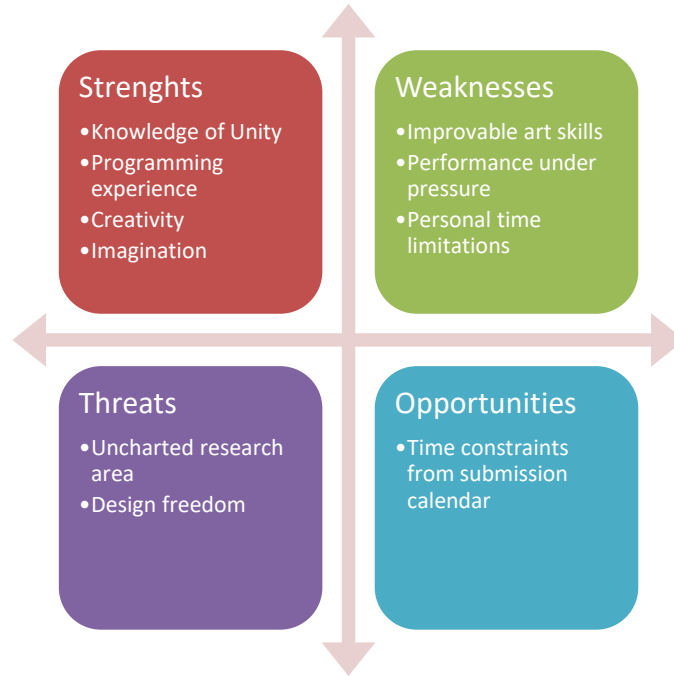 Strenghts
•Knowledge of Unity
•Programming
experience
•Creativity
•Imagination
Weaknesses
•Improvable art skills
•Performance under
pressure
•Personal time
limitations
Threats
•Uncharted research
area
•Design freedom
Opportunities
•Time constraints
from submission
calendar